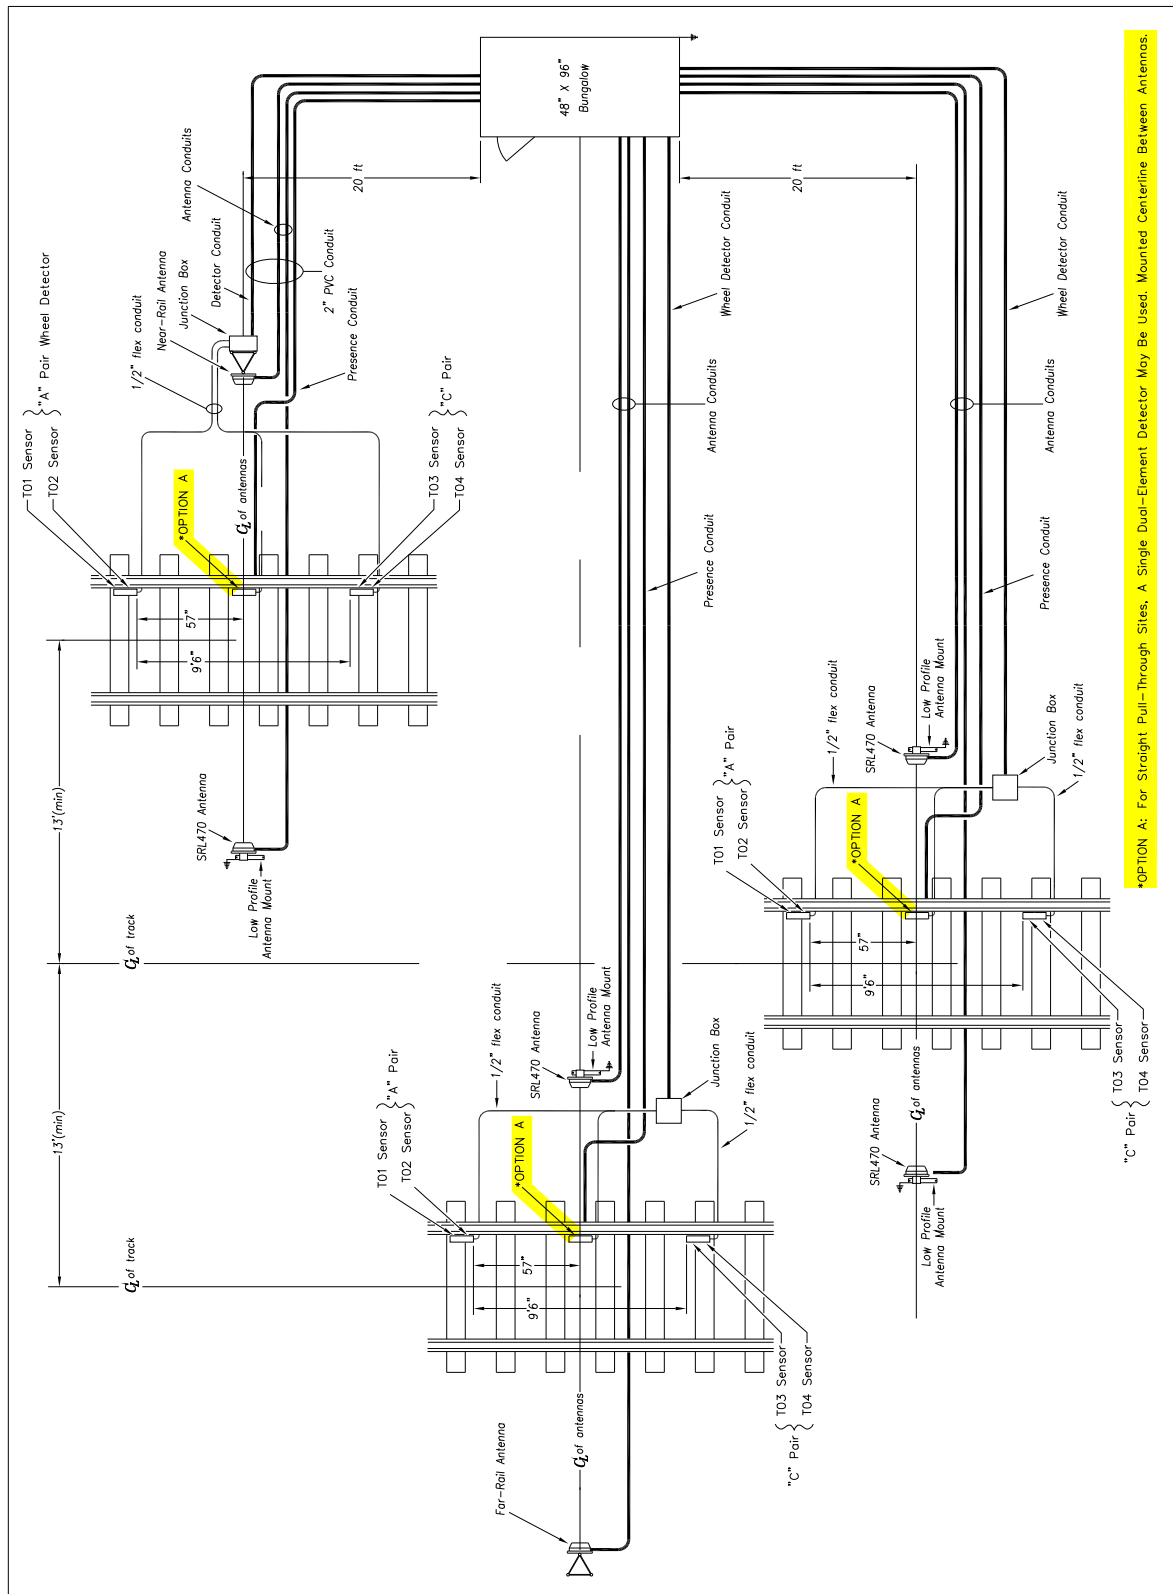 *OPTION A: For Straight Pull-Through Sites, A Single Dual-Element Detector May Be Used. Mounted Centerline Between Antennas.
48" X 96"
Bungalow
20 ft
20 ft
Antenna Conduits
Detector Conduit
2" PVC Conduit
Junction Box
Near-Rail Antenna
1/2" flex conduit
Presence Conduit
T01 Sensor
T02 Sensor
"A" Pair Wheel Detector
T03 Sensor
T04 Sensor
"C" Pair
*OPTION A
CL of antennas
57"
9'6"
13'(min)
SRL470 Antenna
Low Profile
Antenna Mount
CL of track
Wheel Detector Conduit
Antenna Conduits
Presence Conduit
13'(min)
CL of track
T01 Sensor
T02 Sensor
"A" Pair
1/2" flex conduit
SRL470 Antenna
Low Profile
Antenna Mount
Junction Box
1/2" flex conduit
*OPTION A
57"
9'6"
T03 Sensor
T04 Sensor
"C" Pair
CL of antennas
Far-Rail Antenna
Wheel Detector Conduit
Antenna Conduits
Presence Conduit
T01 Sensor
T02 Sensor
"A" Pair
1/2" flex conduit
SRL470 Antenna
Low Profile
Antenna Mount
Junction Box
1/2" flex conduit
*OPTION A
57"
9'6"
T03 Sensor
T04 Sensor
"C" Pair
CL of antennas
SRL470 Antenna
Low Profile
Antenna Mount